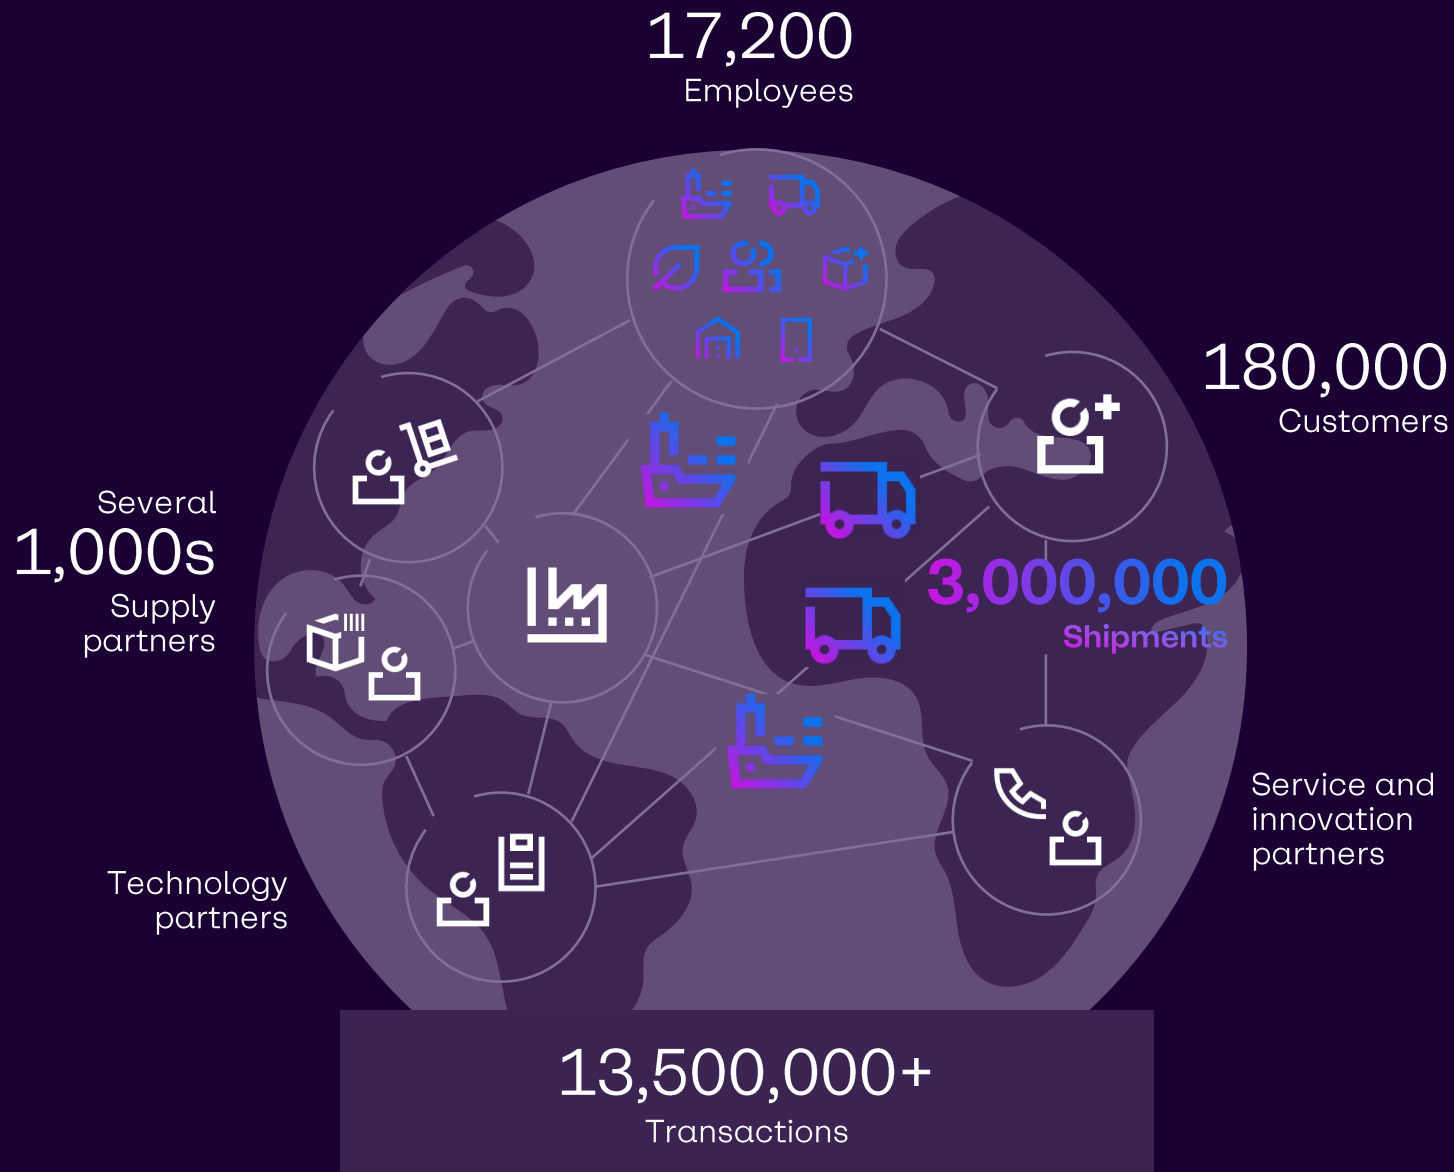 17,200
Employees
180,000
Customers
Several
1,000s
Supply
partners
3,000,000
Shipments
Service and
innovation
partners
Technology
partners
13,500,000+
Transactions